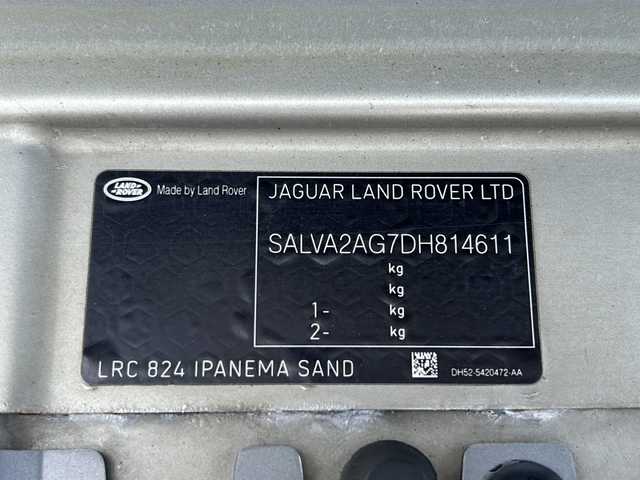 LAND ROVER
Made by Land Rover
JAGUAR LAND ROVER LTD
SALVA2AG7DH814611
kg
kg
1- kg
2- kg
LRC 824 IPANEMA SAND
DH52-5420472-AA